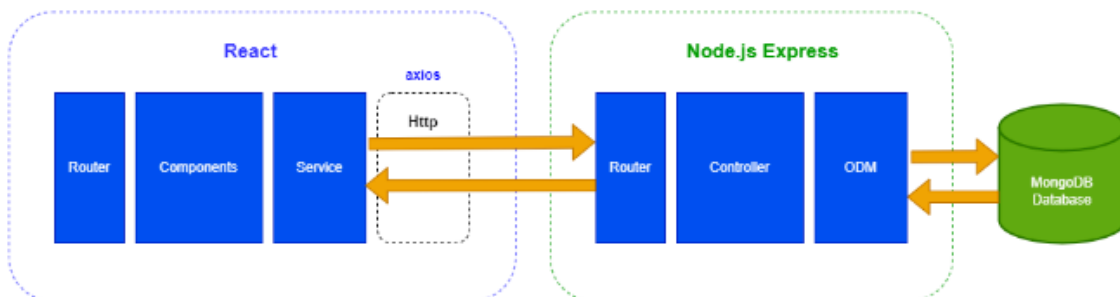 React
Node.js Express
axios
Http
Router
Components
Service
Router
Controller
ODM
MongoDB
Database